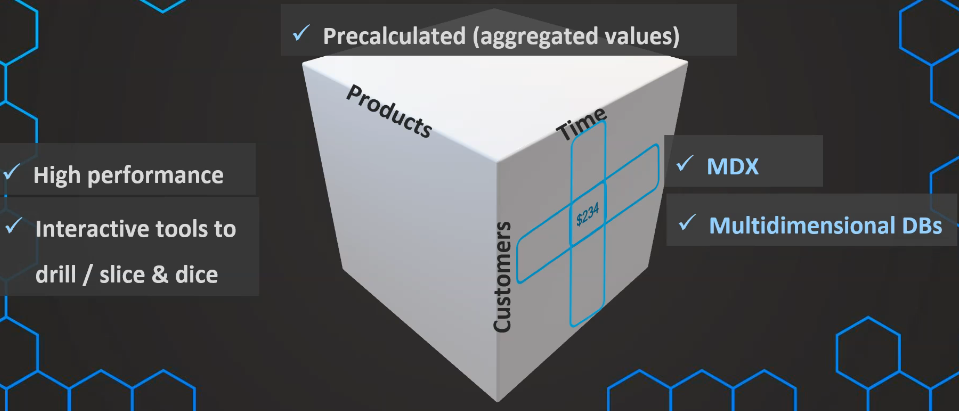 ✓ Precalculated (aggregated values)
Products
Time
✓ High performance
✓ Interactive tools to
drill / slice & dice
Customers
$234
✓ MDX
✓ Multidimensional DBs